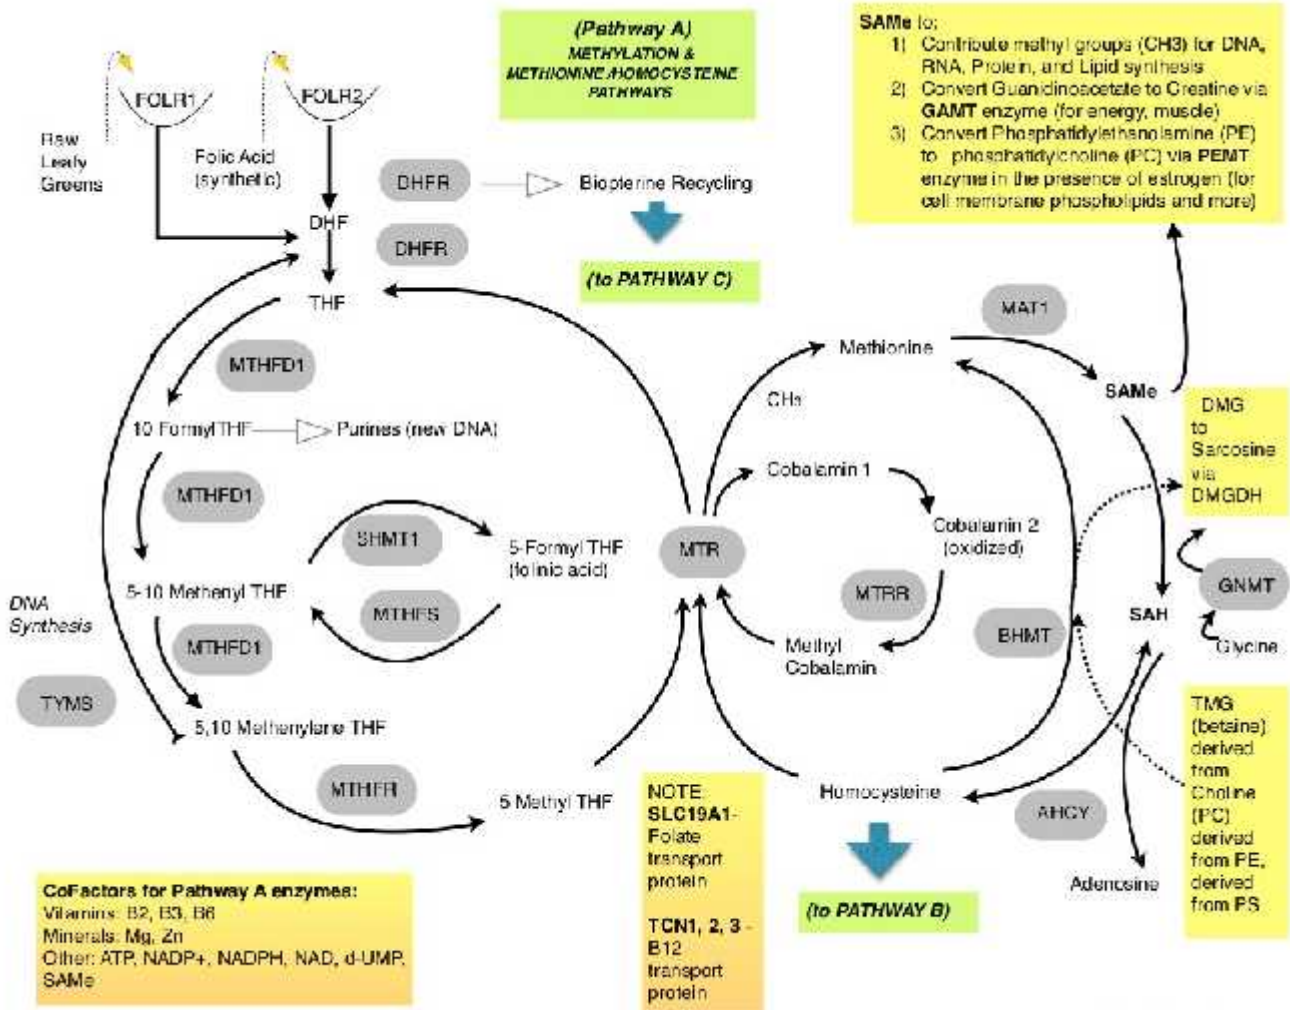 (Pathway A)
METHYLATION &
METHIONINE/HOMOCYSTEINE
PATHWAYS
SAMe to:
1) Contribute methyl groups (CH3) for DNA,
RNA, Protein, and Lipid synthesis
2) Convert Guanidinoacetate to Creatine via
GAMT enzyme (for energy, muscle)
3) Convert Phosphatidylethanolamine (PE)
to phosphatidylcholine (PC) via PEMT
enzyme in the presence of estrogen (for
cell membrane phospholipids and more)
FOLR1
FOLR2
Raw
Leafy
Greens
Folic Acid
(synthetic)
DHFR
Biopterine Recycling
DHF
DHFR
(to PATHWAY C)
THF
MTHFD1
10 Formyl THF
Purines (new DNA)
MTHFD1
SHMT1
5-Formyl THF
(folinic acid)
5-10 Methenyl THF
MTHFS
DNA
Synthesis
MTHFD1
TYMS
5,10 Methenylene THF
MTHFR
5 Methyl THF
MTR
CH3
Methionine
MAT1
SAMe
Cobalamin 1
Cobalamin 2
(oxidized)
MTRR
Methyl
Cobalamin
BHMT
DMG
to
Sarcosine
via
DMGDH
GNMT
SAH
Glycine
TMG
(betaine)
derived
from
Choline
(PC)
derived
from PE,
derived
from PS
Homocysteine
AHCY
Adenosine
(to PATHWAY B)
NOTE:
SLC19A1-
Folate
transport
protein
TCN1, 2, 3 -
B12
transport
protein
CoFactors for Pathway A enzymes:
Vitamins: B2, B3, B6
Minerals: Mg, Zn
Other: ATP, NADP+, NADPH, NAD, d-UMP,
SAMe